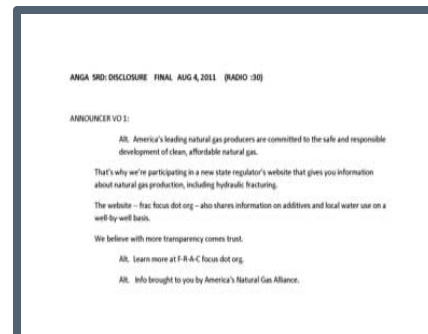 ANGA SRD: DISCLOSURE FINAL AUG 4, 2011 (RADIO :30)
ANNOUNCER VO 1:
Alt. America's leading natural gas producers are committed to the safe and responsible
development of clean, affordable natural gas.
That's why we're participating in a new state regulator's website that gives you information
about natural gas production, including hydraulic fracturing.
The website – frac focus dot org – also shares information on additives and local water use on a
well-by-well basis.
We believe with more transparency comes trust.
Alt. Learn more at F-R-A-C focus dot org.
Alt. Info brought to you by America's Natural Gas Alliance.